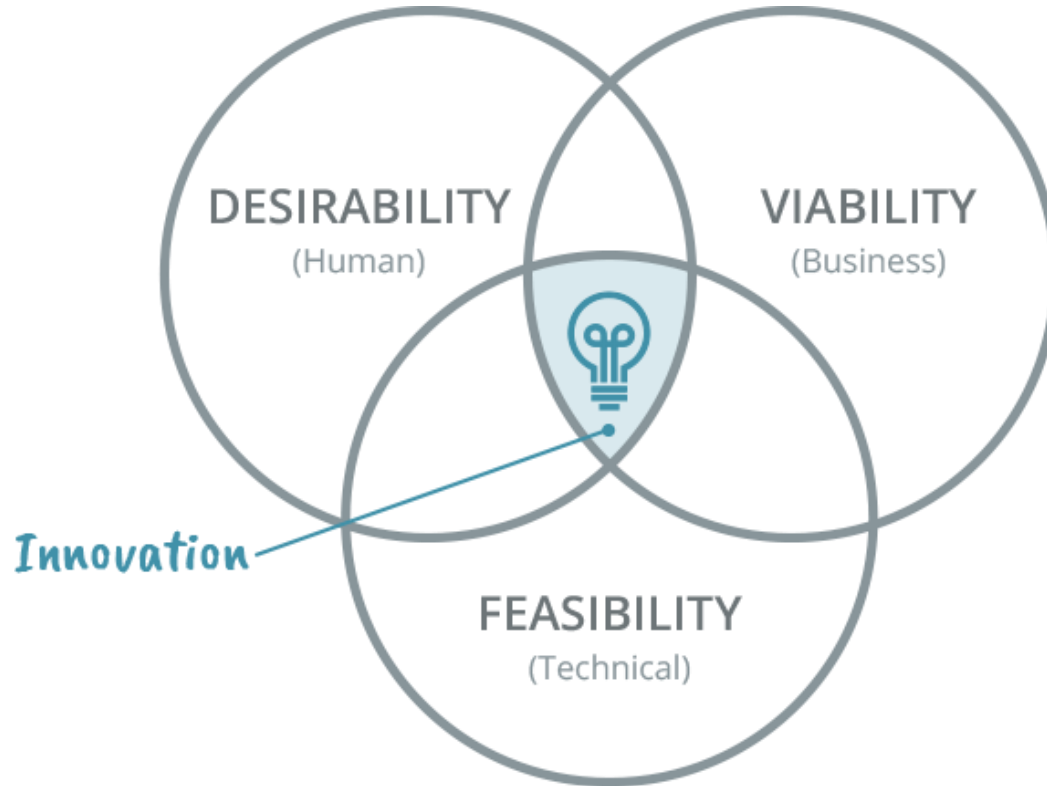 DESIRABILITY
(Human)
VIABILITY
(Business)
Innovation
FEASIBILITY
(Technical)